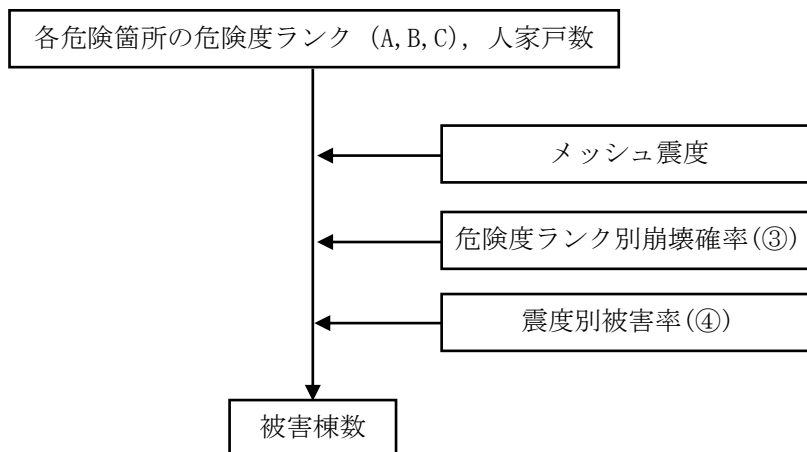 各危険箇所の危険度ランク (A,B,C), 人家戸数
メッシュ震度
危険度ランク別崩壊確率(③)
震度別被害率(④)
被害棟数